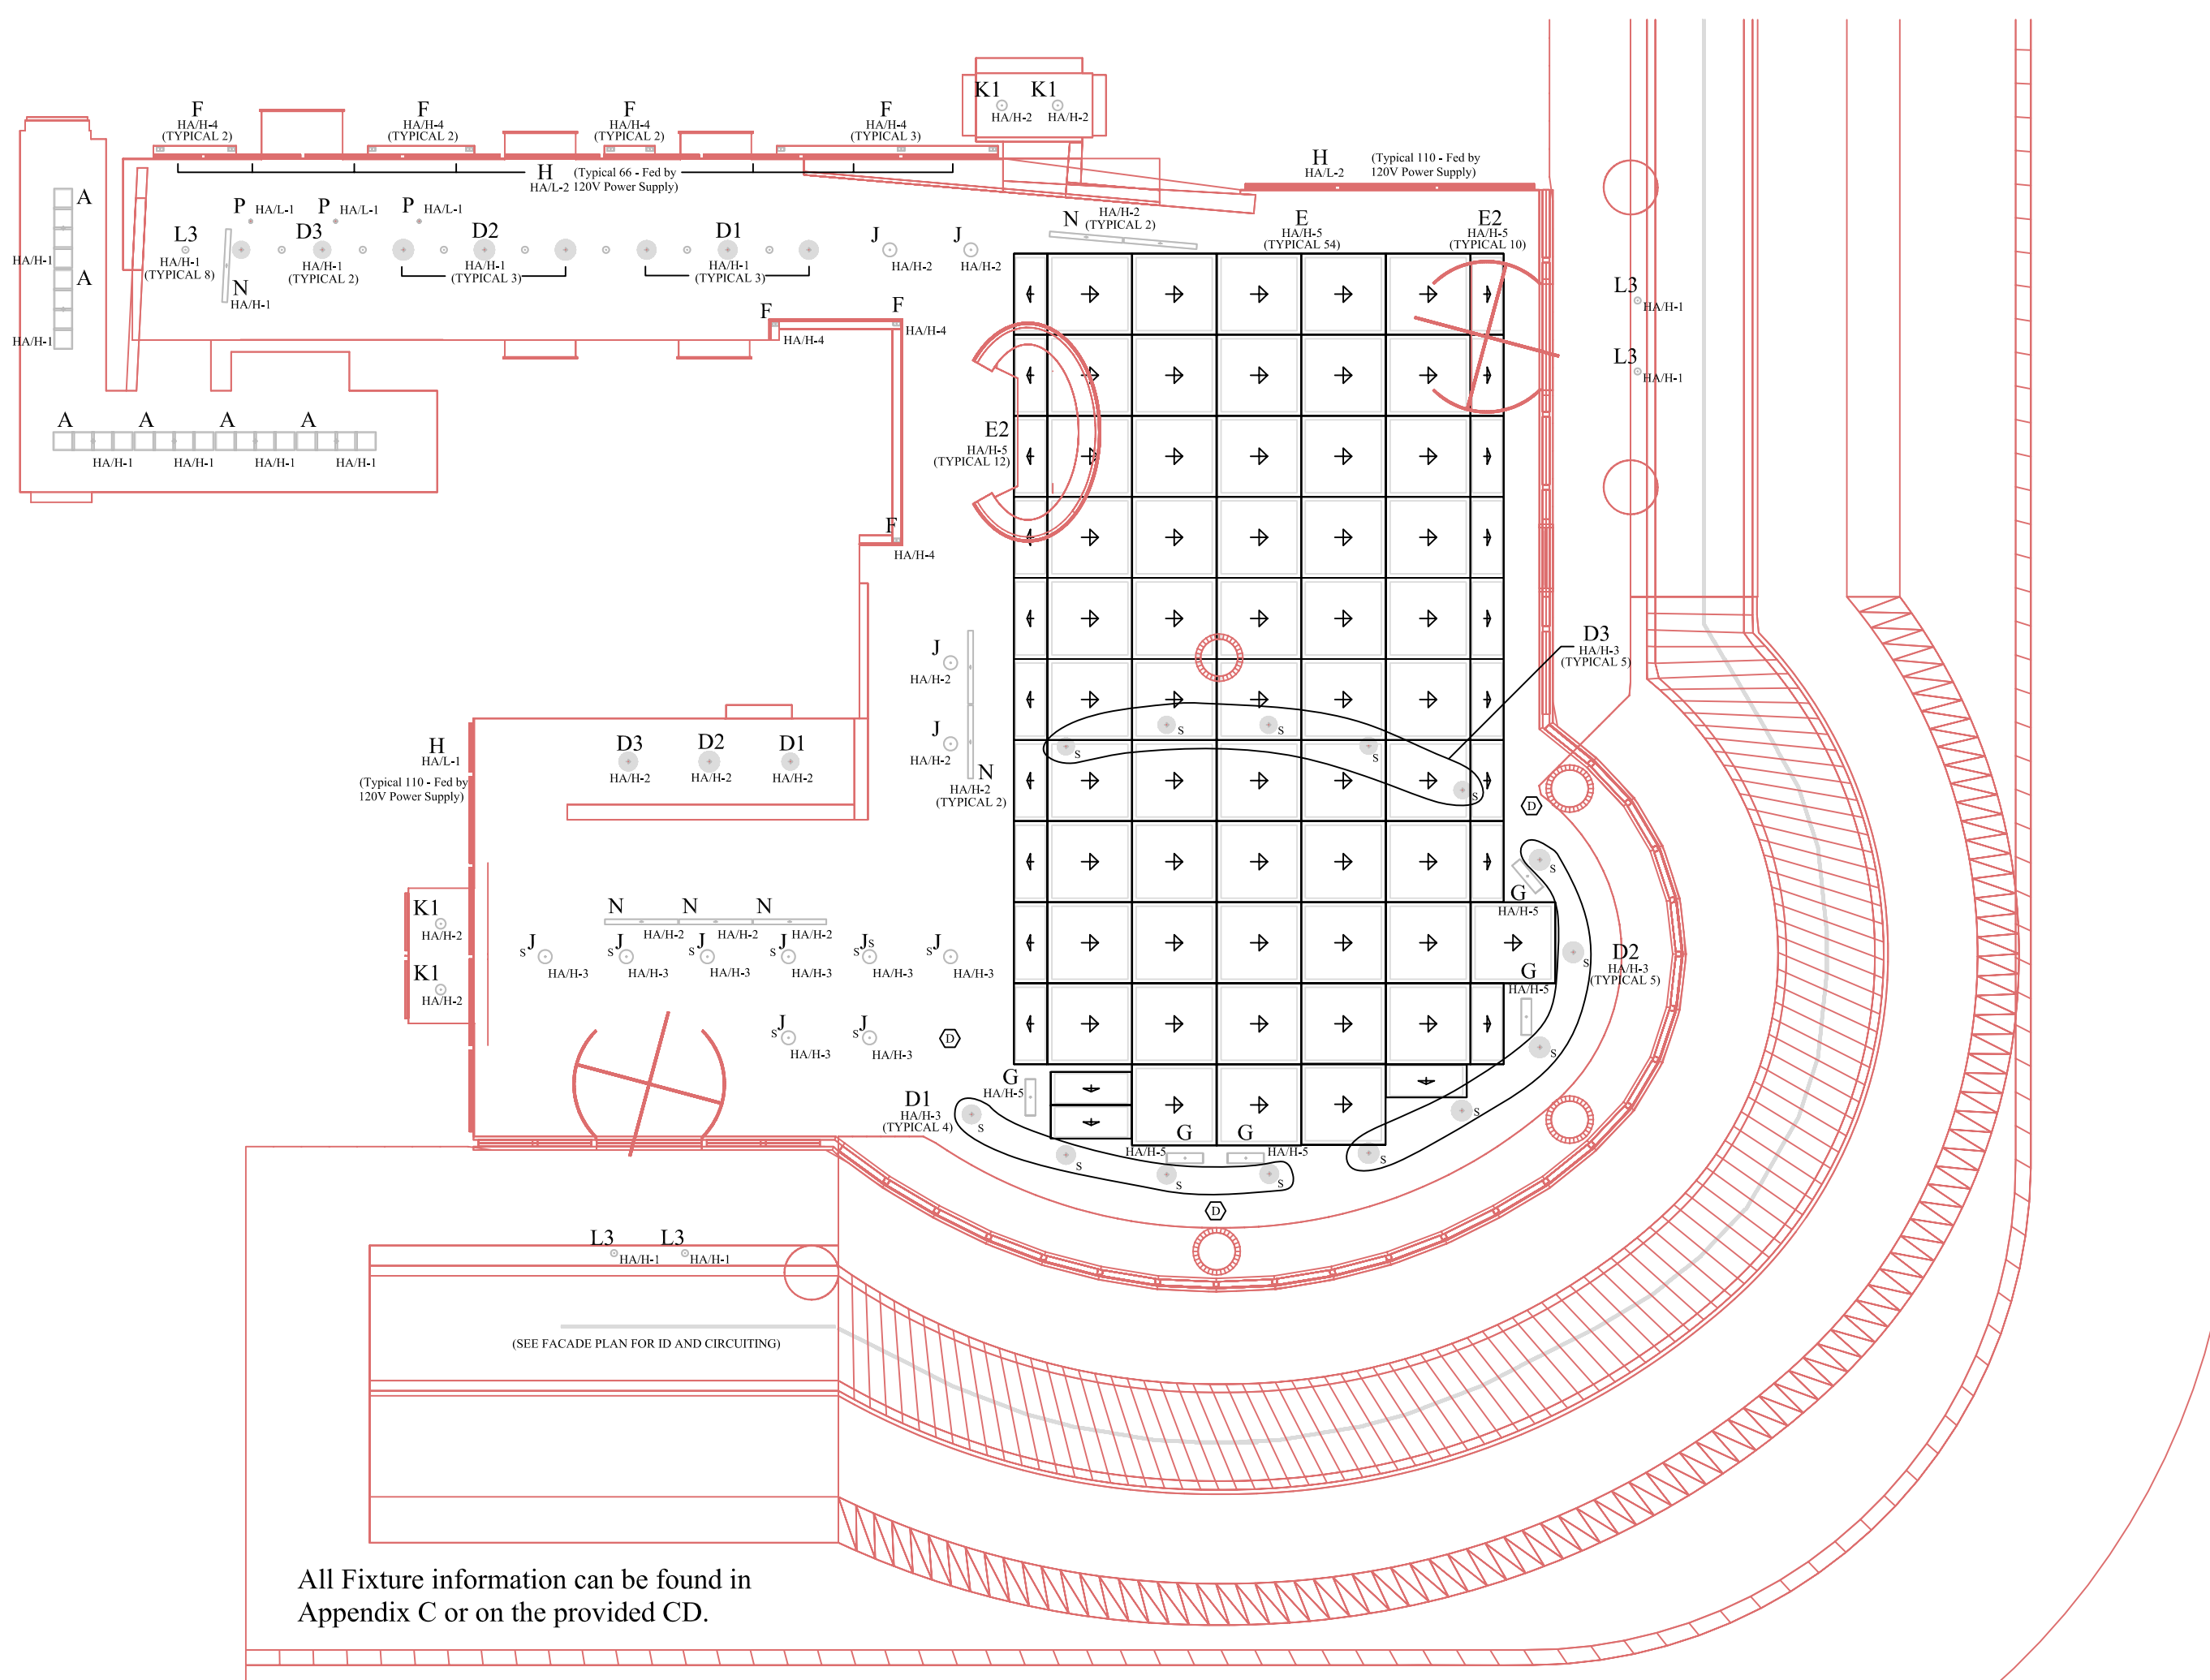 K1 K1
HA/H-2 HA/H-2
F F F F
HA/H-4 HA/H-4 HA/H-4 HA/H-4
(TYPICAL 2) (TYPICAL 2) (TYPICAL 2) (TYPICAL 3)
H (Typical 66 - Fed by
HA/L-2 120V Power Supply)
H (Typical 110 - Fed by
HA/L-2 120V Power Supply)
A
HA/H-1
A
HA/H-1
P HA/L-1 P HA/L-1 P HA/L-1
L3
HA/H-1
(TYPICAL 8)
N
HA/H-1
D3
HA/H-1
(TYPICAL 2)
D2
HA/H-1
(TYPICAL 3)
D1
HA/H-1
(TYPICAL 3)
J J
HA/H-2 HA/H-2
N HA/H-2
(TYPICAL 2)
E
HA/H-5
(TYPICAL 54)
E2
HA/H-5
(TYPICAL 10)
L3
HA/H-1
L3
HA/H-1
F
HA/H-4
F
HA/H-4
A A A A
HA/H-1 HA/H-1 HA/H-1 HA/H-1
E2
HA/H-5
(TYPICAL 12)
F
HA/H-4
D3
HA/H-3
(TYPICAL 5)
J
HA/H-2
J
HA/H-2
N
HA/H-2
(TYPICAL 2)
S S S S S
H
HA/L-1
(Typical 110 - Fed by
120V Power Supply)
D3 D2 D1
HA/H-2 HA/H-2 HA/H-2
D
S
G
HA/H-5
K1
HA/H-2
K1
HA/H-2
N N N
HA/H-2 HA/H-2 HA/H-2
S J S J S J S J J S S J
HA/H-3 HA/H-3 HA/H-3 HA/H-3 HA/H-3 HA/H-3
S
D2
HA/H-3
(TYPICAL 5)
G
HA/H-5
S
S J S J
HA/H-3 HA/H-3
D
G
HA/H-5
D1
HA/H-3
(TYPICAL 4)
S
S
G G
HA/H-5 HA/H-5
S
S S S
D
L3 L3
HA/H-1 HA/H-1
(SEE FACADE PLAN FOR ID AND CIRCUITING)
All Fixture information can be found in
Appendix C or on the provided CD.